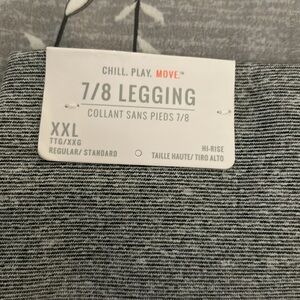 CHILL. PLAY. MOVE.™
7/8 LEGGING
COLLANT SANS PIEDS 7/8
XXL
TTG/XXG
REGULAR/ STANDARD
HI-RISE
TAILLE HAUTE/ TIRO ALTO